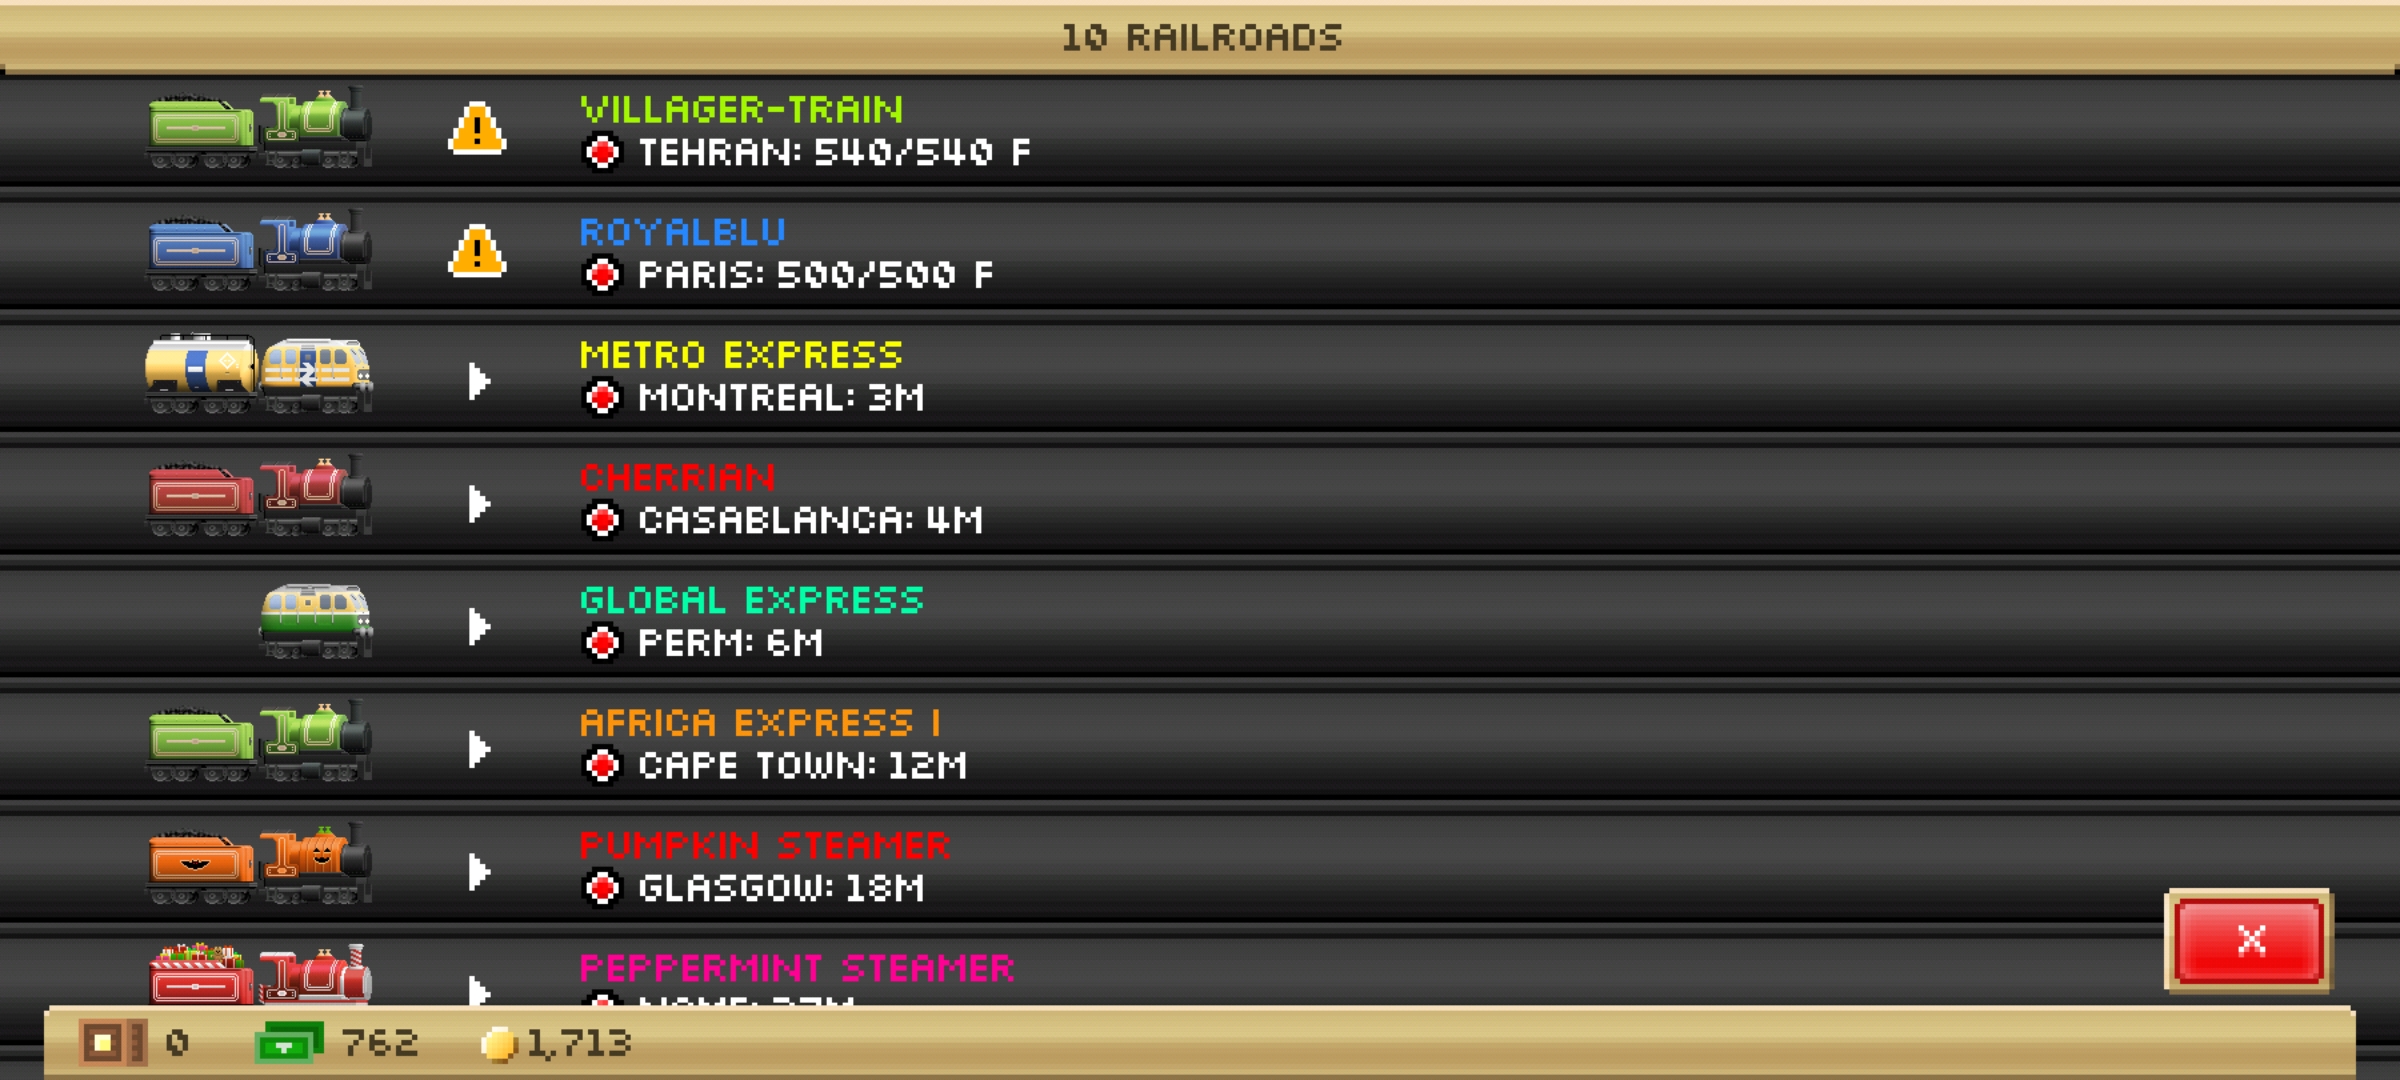 10 RAILROADS
VILLAGER-TRAIN
TEHRAN: 540/540 F
ROYALBLU
PARIS: 500/500 F
METRO EXPRESS
MONTREAL: 3M
CHERRIAN
CASABLANCA: 4M
GLOBAL EXPRESS
PERM: 6M
AFRICA EXPRESS I
CAPE TOWN: 12M
PUMPKIN STEAMER
GLASGOW: 18M
PEPPERMINT STEAMER
X
0 762 1,713